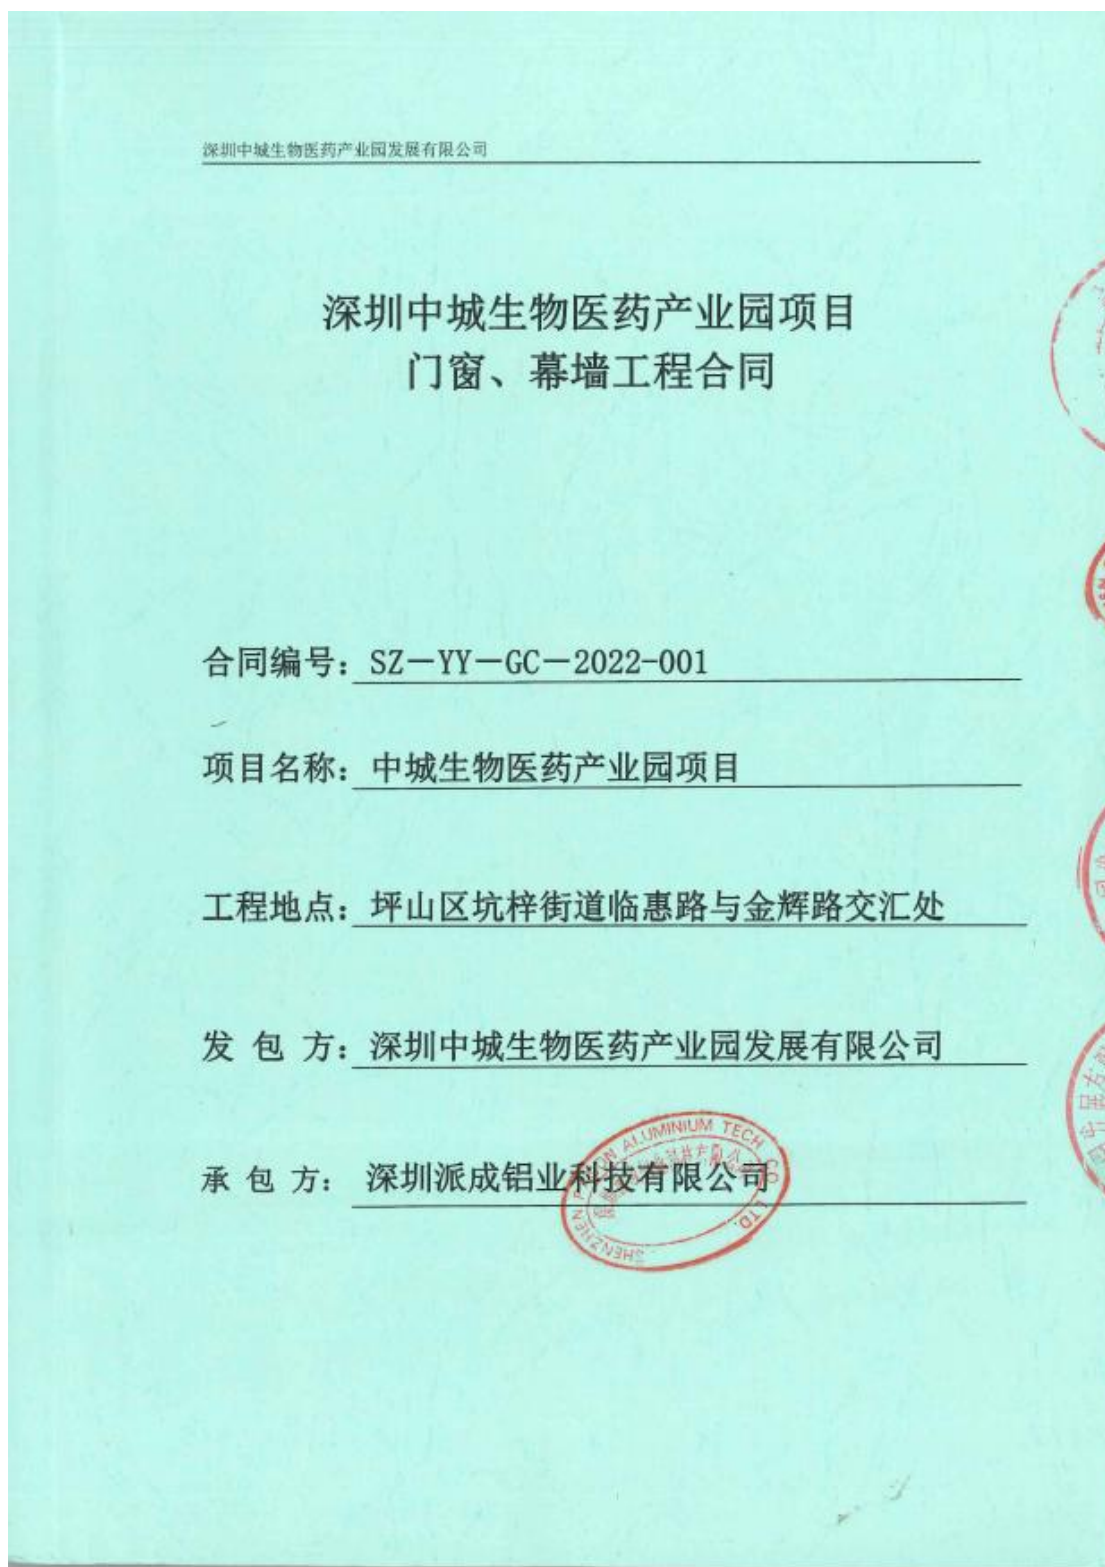 深圳中城生物医药产业园发展有限公司
深圳中城生物医药产业园项目
门窗、幕墙工程合同
合同编号：SZ－YY－GC－2022-001
项目名称：中城生物医药产业园项目
工程地点：坪山区坑梓街道临惠路与金辉路交汇处
发 包 方：深圳中城生物医药产业园发展有限公司
承 包 方：深圳派成铝业科技有限公司
SHENZHEN ALUMINIUM TECH CO. LTD.